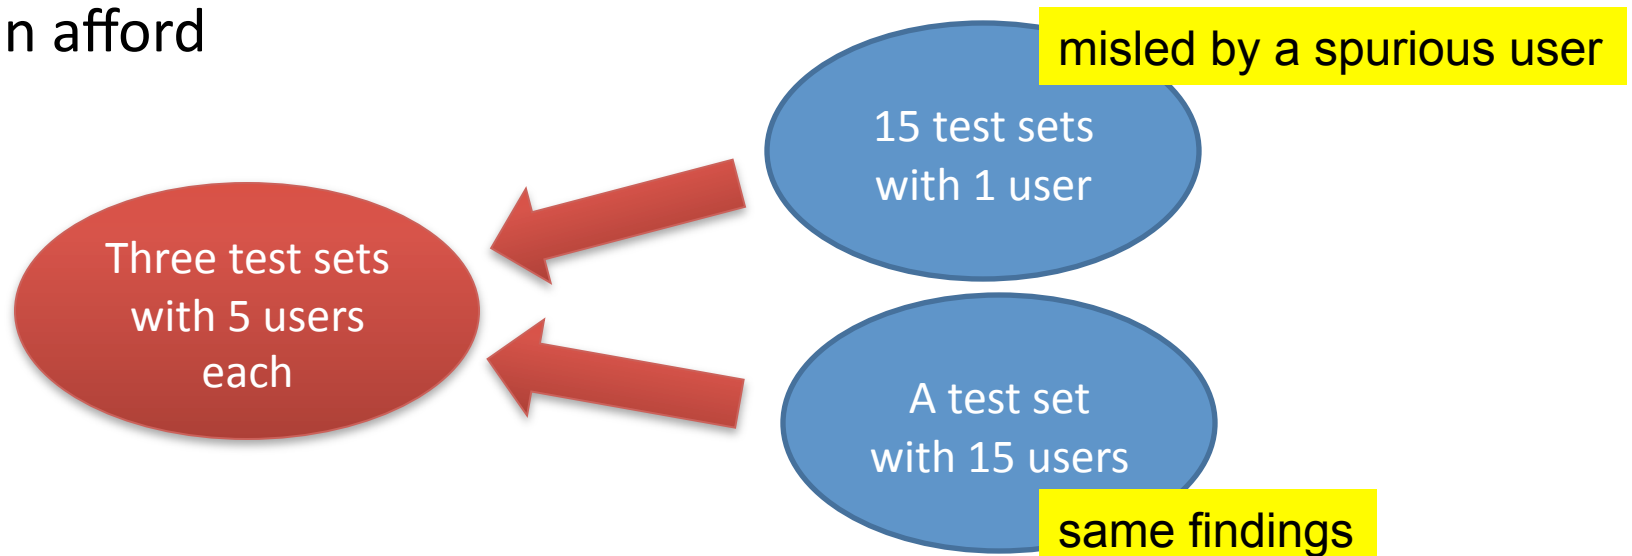 n afford
misled by a spurious user
15 test sets
with 1 user
Three test sets
with 5 users
each
A test set
with 15 users
same findings